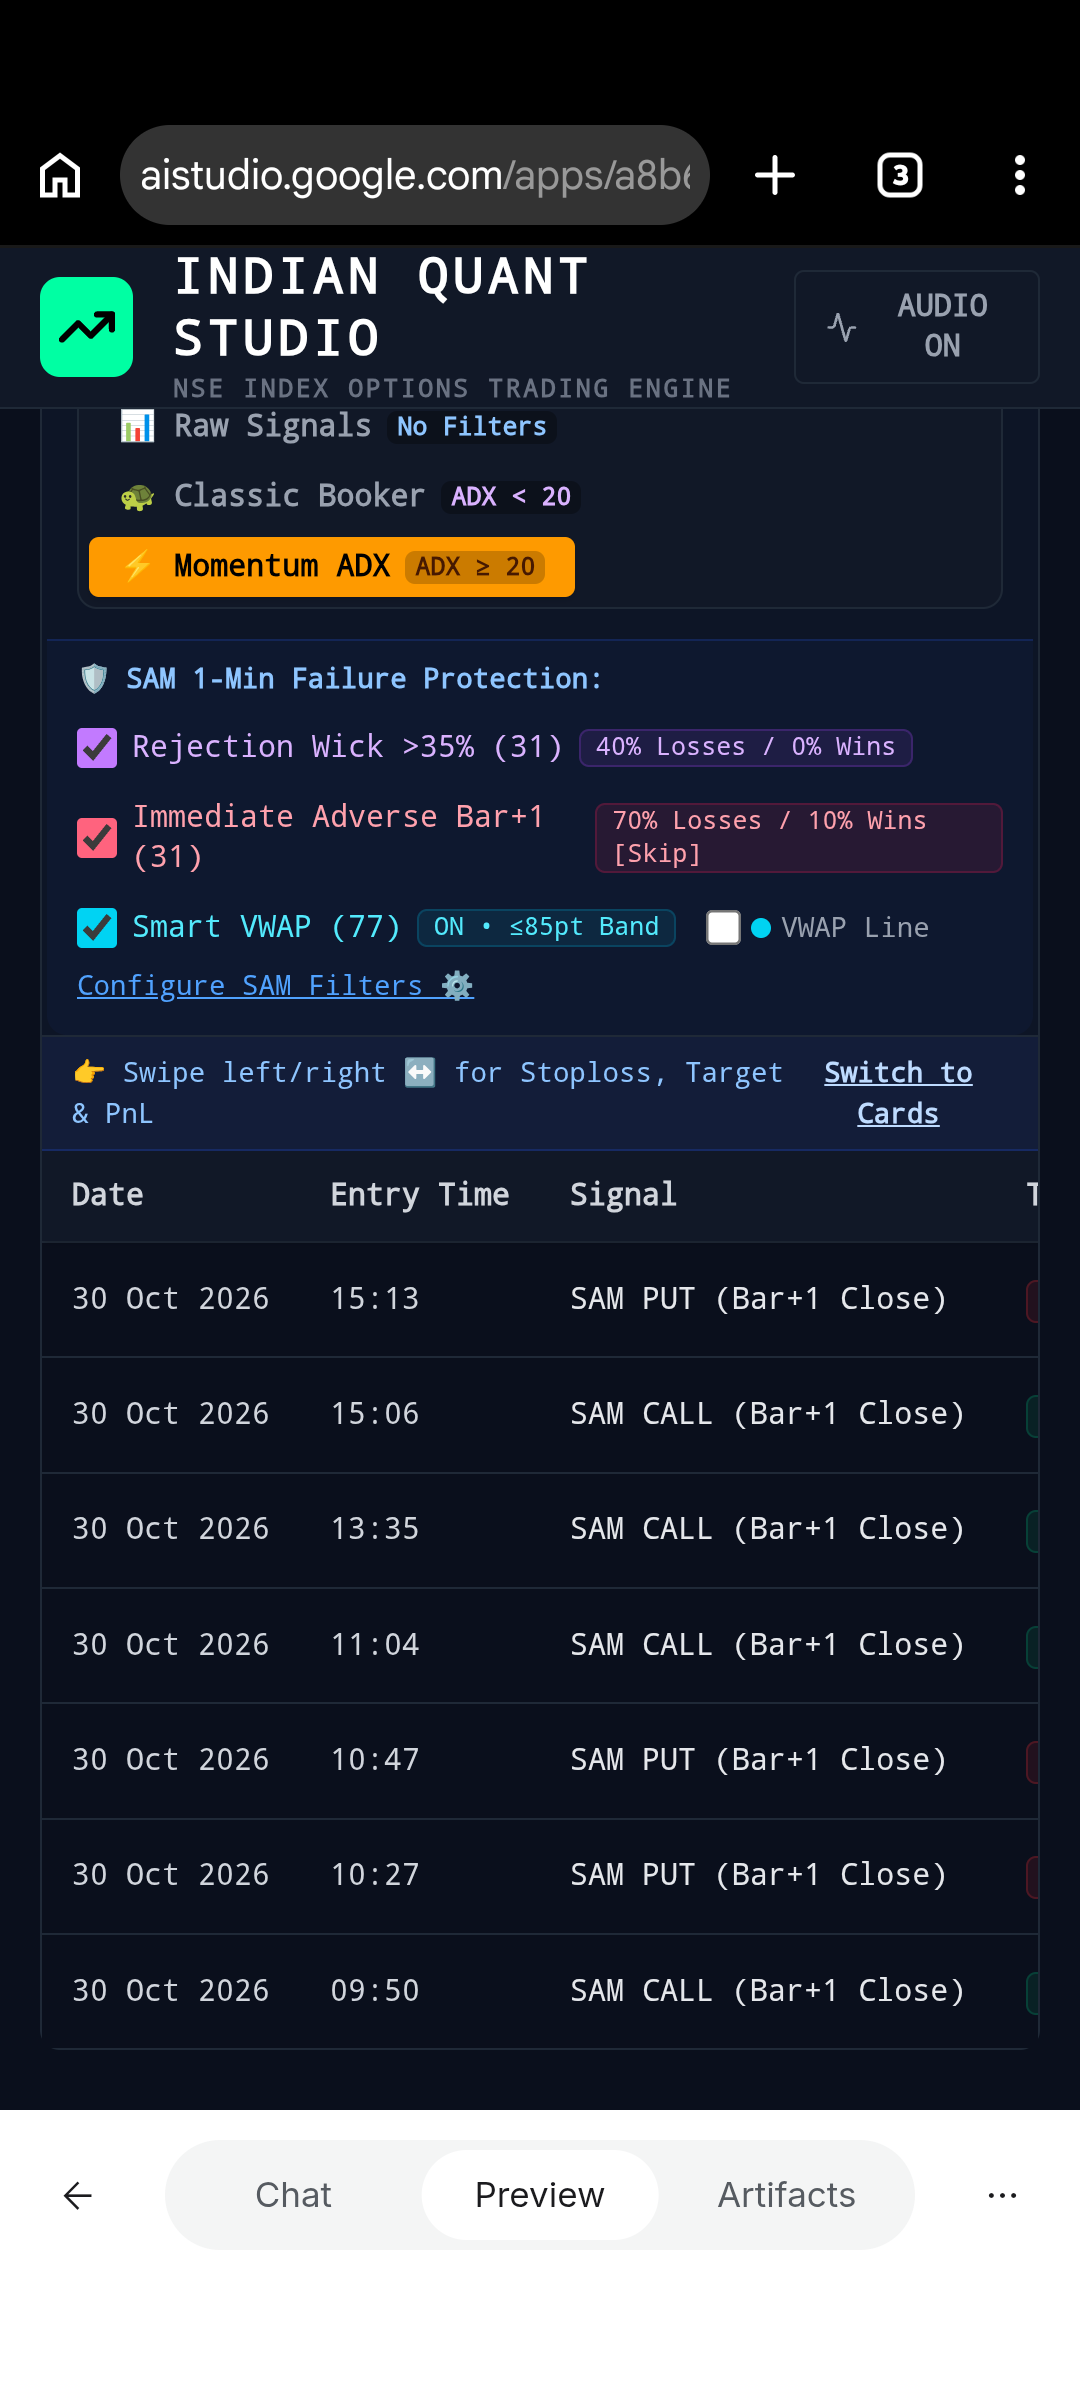 aistudio.google.com/apps/a8b6
3
INDIAN QUANT
STUDIO
NSE INDEX OPTIONS TRADING ENGINE
AUDIO
ON
📊 Raw Signals No Filters
🐢 Classic Booker ADX < 20
⚡ Momentum ADX ADX ≥ 20
🛡️ SAM 1-Min Failure Protection:
Rejection Wick >35% (31) 40% Losses / 0% Wins
Immediate Adverse Bar+1
(31)
70% Losses / 10% Wins
[Skip]
Smart VWAP (77) ON • ≤85pt Band VWAP Line
Configure SAM Filters ⚙️
👉 Swipe left/right ↔️ for Stoploss, Target
& PnL
Switch to
Cards
Date Entry Time Signal T
30 Oct 2026 15:13 SAM PUT (Bar+1 Close)
30 Oct 2026 15:06 SAM CALL (Bar+1 Close)
30 Oct 2026 13:35 SAM CALL (Bar+1 Close)
30 Oct 2026 11:04 SAM CALL (Bar+1 Close)
30 Oct 2026 10:47 SAM PUT (Bar+1 Close)
30 Oct 2026 10:27 SAM PUT (Bar+1 Close)
30 Oct 2026 09:50 SAM CALL (Bar+1 Close)
Chat Preview Artifacts